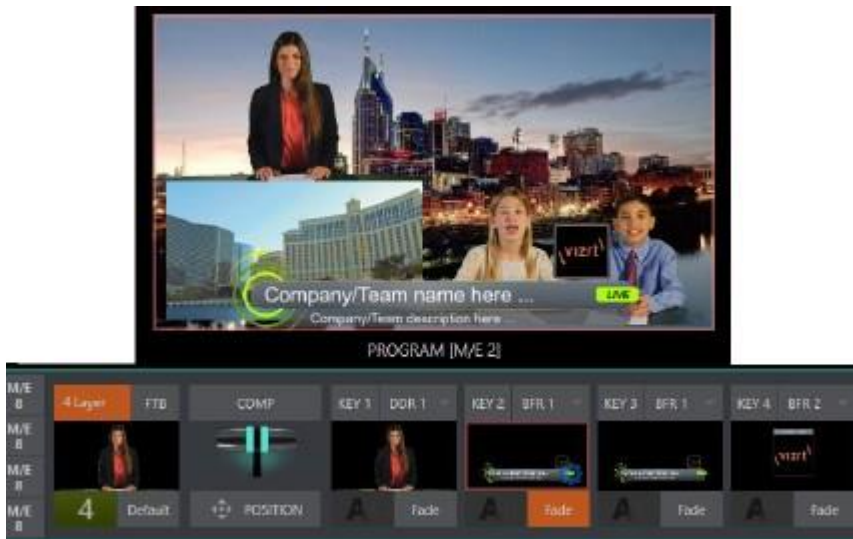 vizrt
Company/Team name here ...
LIVE
Company/Team description here
PROGRAM [M/E 2]
M/E 8
4 Layer
FTB
COMP
KEY 1
DDR 1
KEY 2
BFR 1
KEY 3
BFR 1
KEY 4
BFR 2
M/E 8
M/E 8
vizrt
M/E 8
4
Default
POSITION
A
Fade
A
Fade
A
Fade
A
Fade